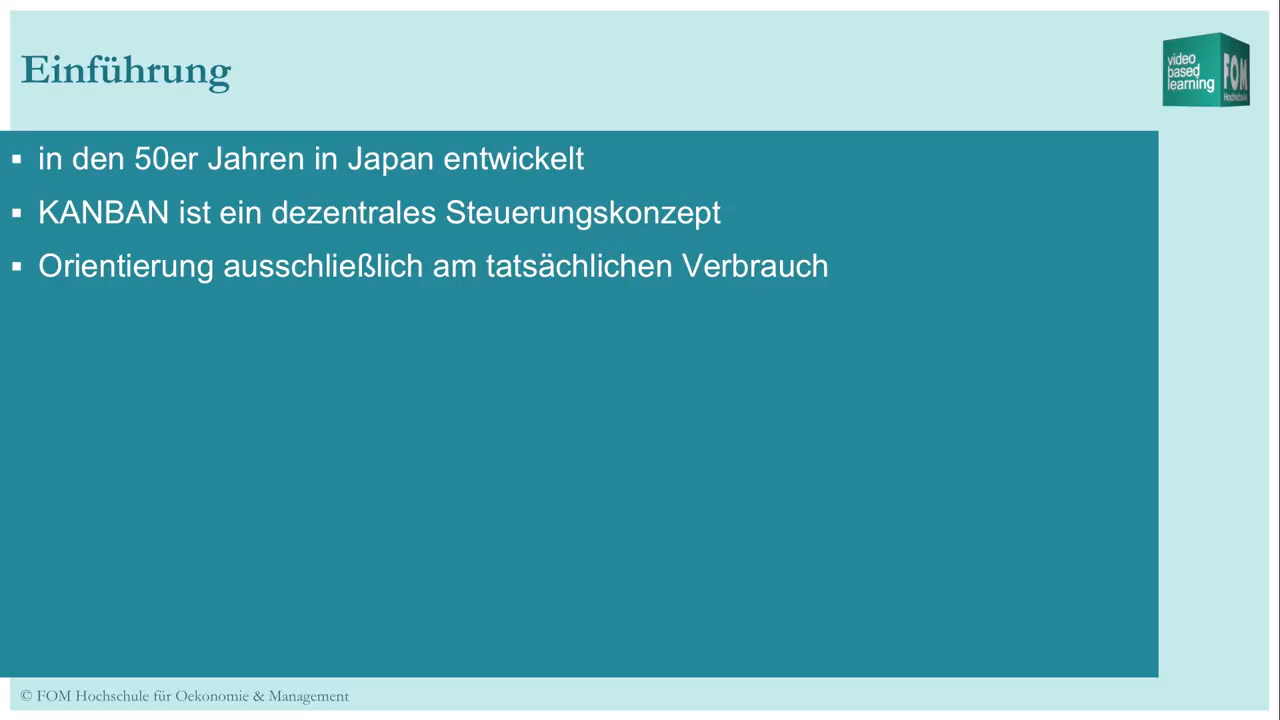 Einführung
video
based
learning
FOM
Hochschule
▪ in den 50er Jahren in Japan entwickelt
▪ KANBAN ist ein dezentrales Steuerungskonzept
▪ Orientierung ausschließlich am tatsächlichen Verbrauch
© FOM Hochschule für Oekonomie & Management